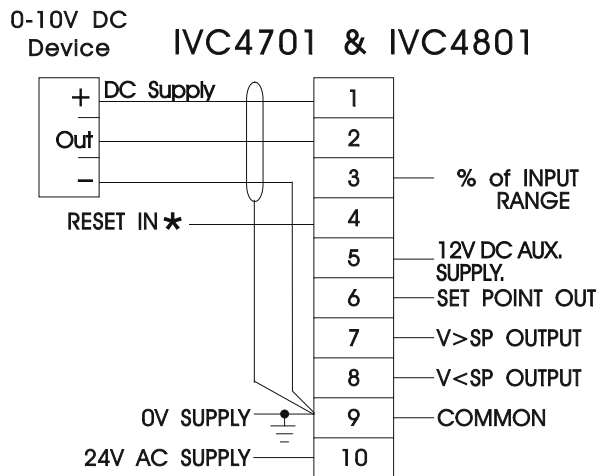 0-10V DC
Device
IVC4701 & IVC4801
+ DC Supply
Out
−
1
2
3
% of INPUT
RANGE
RESET IN *
4
5
12V DC AUX.
SUPPLY.
6
SET POINT OUT
7
V>SP OUTPUT
8
V<SP OUTPUT
0V SUPPLY
9
COMMON
24V AC SUPPLY
10